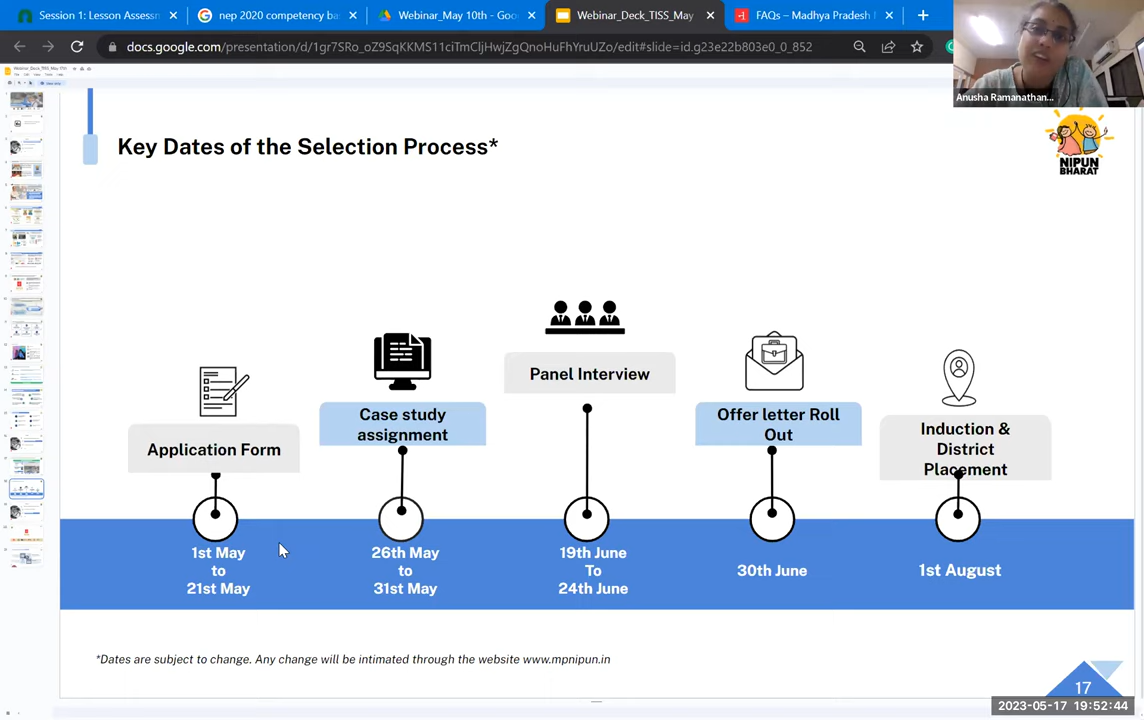 Session 1: Lesson Assessm
nep 2020 competency ba
Webinar_May 10th - Goo
Webinar_Deck_TISS_May
FAQs – Madhya Pradesh
docs.google.com/presentation/d/1gr7SRo_oZ9SqKKMS11ciTmCljHwjZgQnoHuFhYruUZo/edit#slide=id.g23e22b803e0_0_852
Anusha Ramanathan...
Key Dates of the Selection Process*
NIPUN
BHARAT
Application Form
Case study
assignment
Panel Interview
Offer letter Roll
Out
Induction &
District
Placement
1st May
to
21st May
26th May
to
31st May
19th June
To
24th June
30th June
1st August
*Dates are subject to change. Any change will be intimated through the website www.mpnipun.in
17
2023-05-17 19:52:44